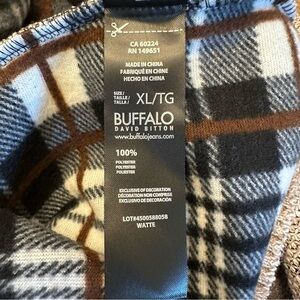 CA 60224
RN 149651
MADE IN CHINA
FABRIQUÉ EN CHINE
HECHO EN CHINA
SIZE/
TAILLE/
TALLA/
XL/TG
BUFFALO
DAVID BITTON
www.buffalojeans.com
100%
POLYESTER
POLYESTER
POLIESTER
EXCLUSIVE OF DECORATION
DÉCORATION NON COMPRISE
EXCLUSIVO DE DECORACIÓN
LOT#4500588058
WATTE